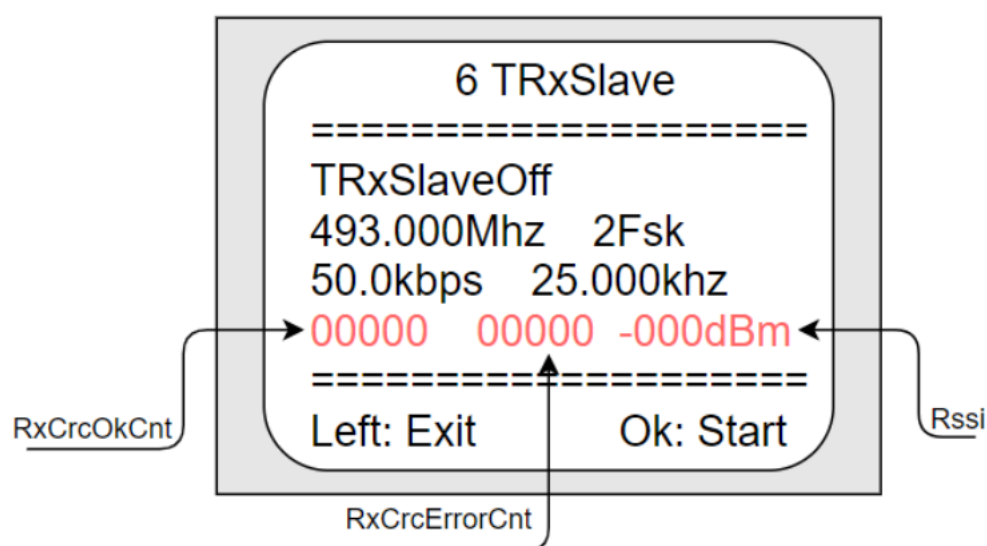 6 TRxSlave
====================
TRxSlaveOff
493.000Mhz 2Fsk
50.0kbps 25.000khz
00000 00000 -000dBm
====================
Left: Exit Ok: Start
RxCrcOkCnt
Rssi
RxCrcErrorCnt